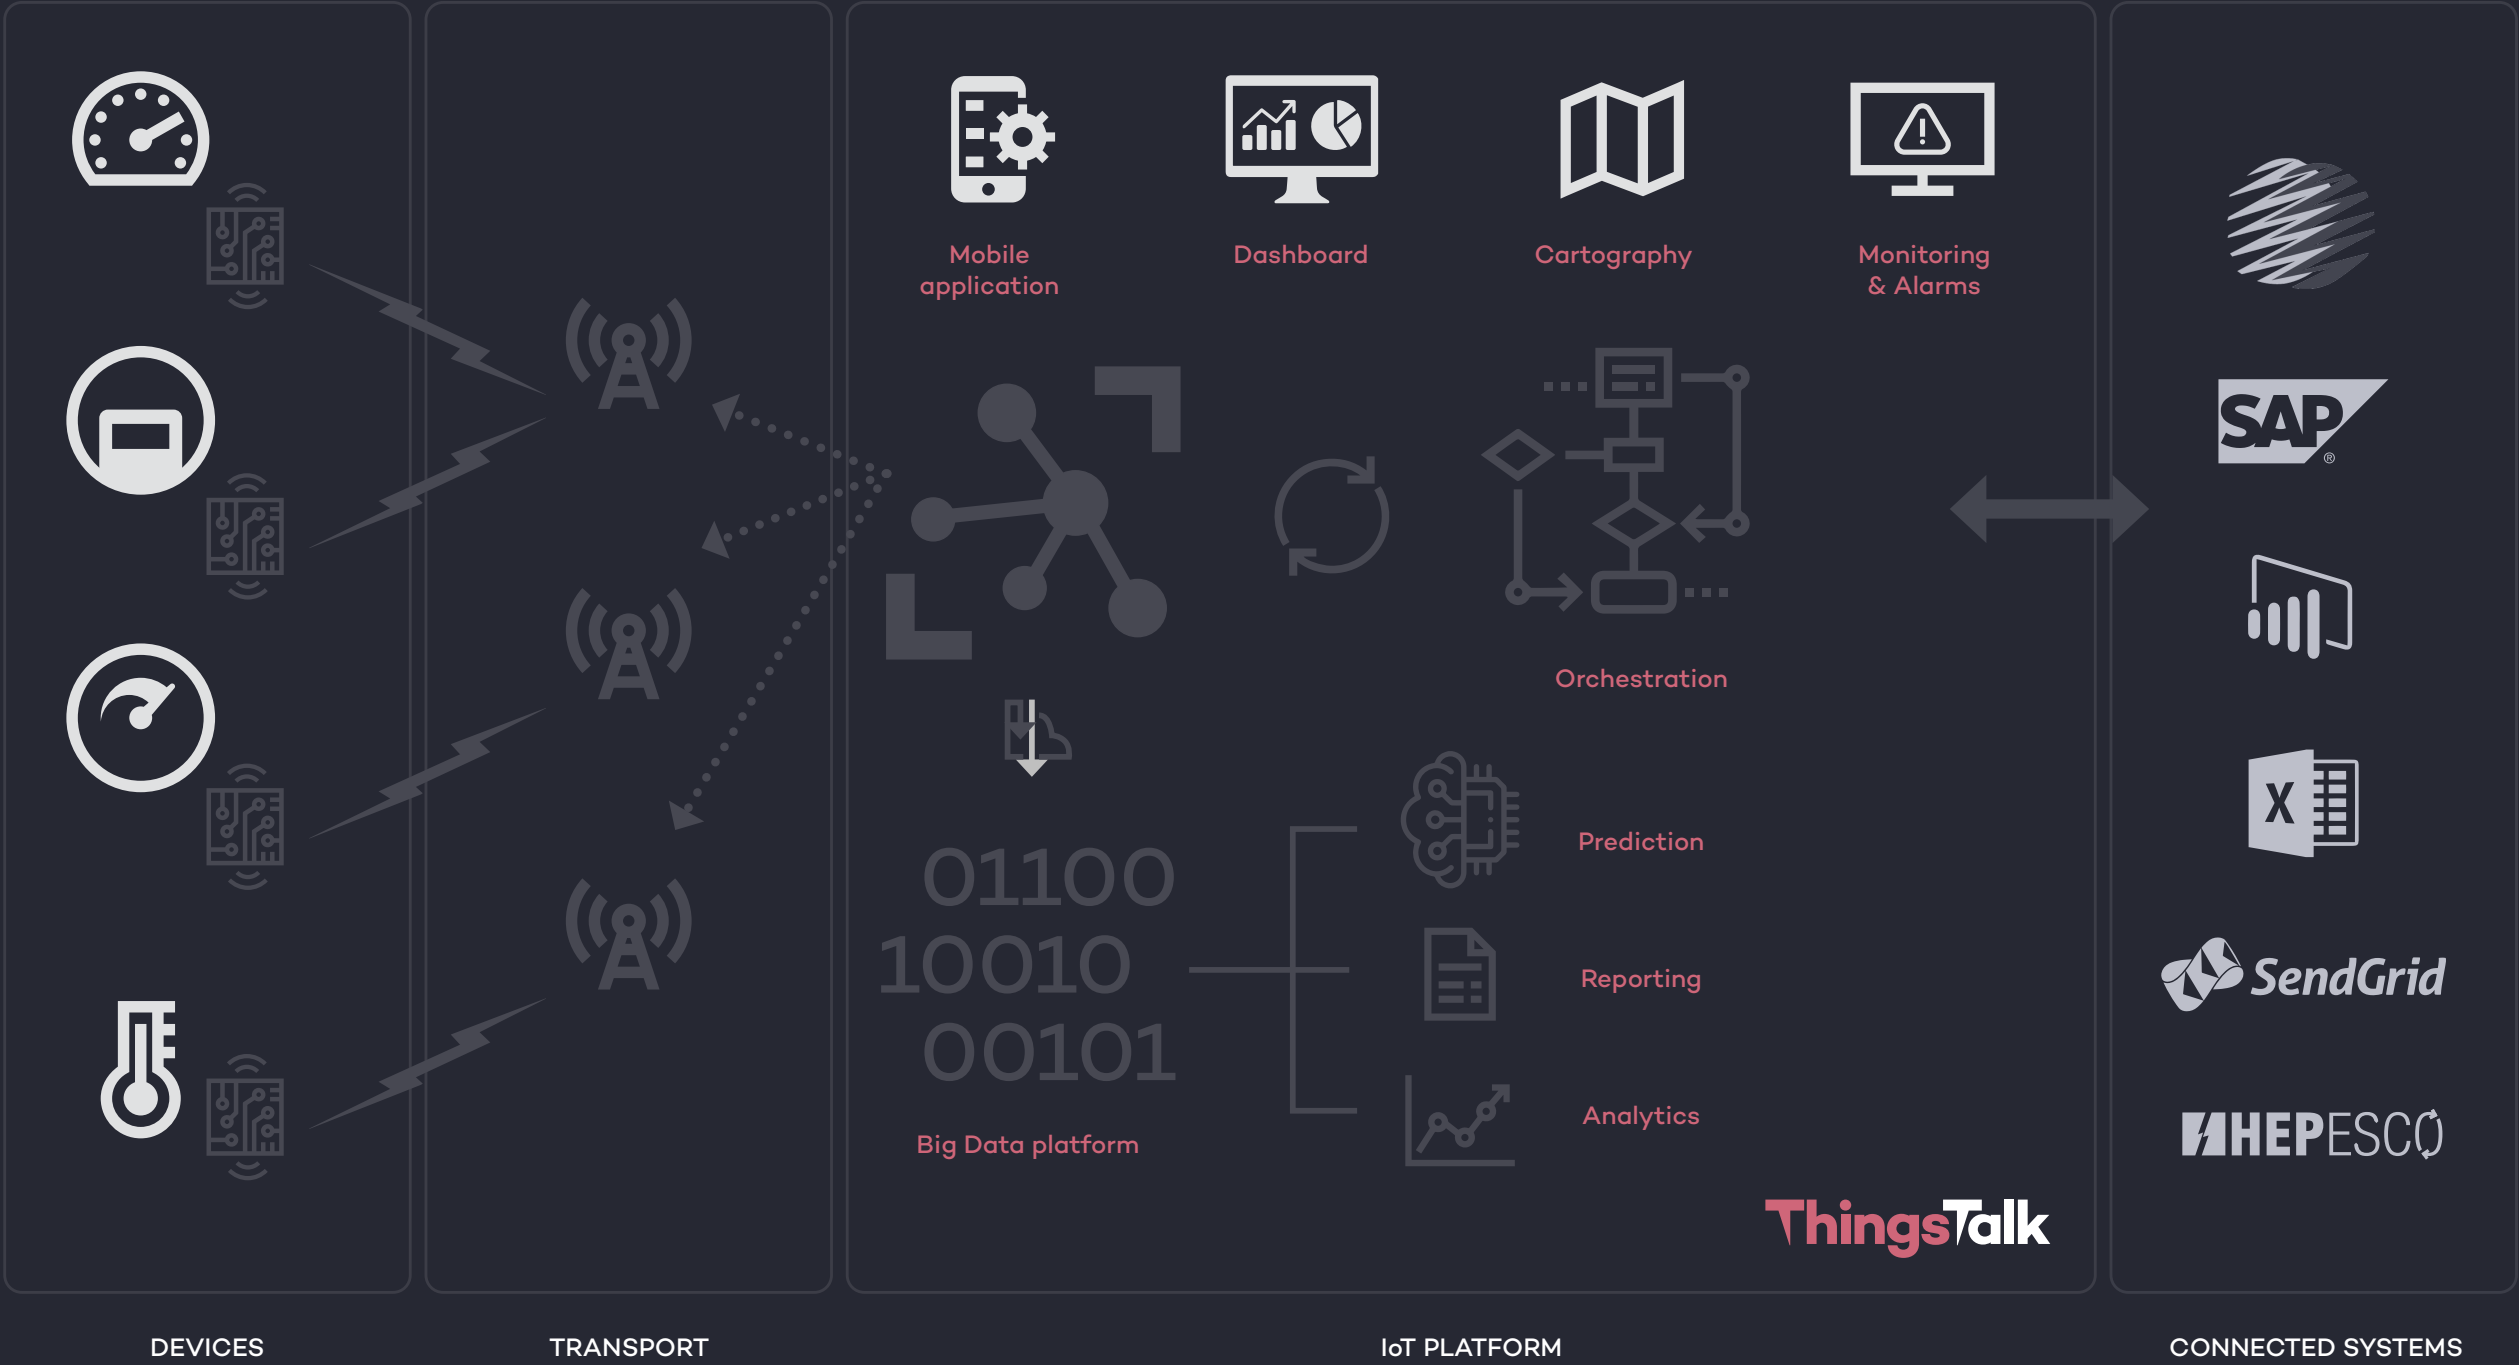 Mobile
application
Dashboard
Cartography
Monitoring
& Alarms
SAP
®
Orchestration
Prediction
X
01100
10010
00101
Reporting
SendGrid
Analytics
HEPESCO
Big Data platform
ThingsTalk
DEVICES
TRANSPORT
IoT PLATFORM
CONNECTED SYSTEMS